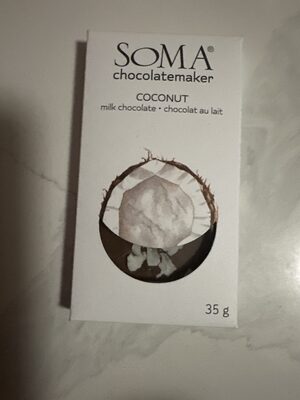 SOMA®
chocolatemaker
COCONUT
milk chocolate • chocolat au lait
35 g